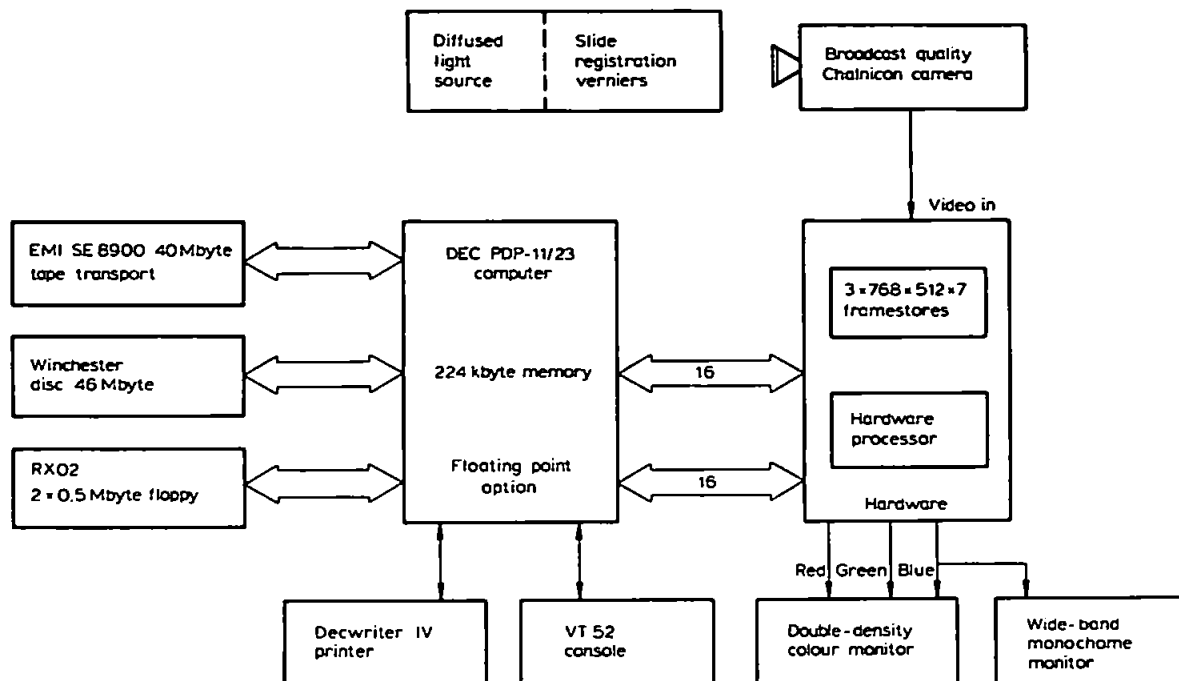 Diffused
light
source
Slide
registration
verniers
Broadcast quality
Chalnicon camera
Video in
EMI SE 8900 40 Mbyte
tape transport
DEC PDP-11/23
computer
3×768×512×7
framestores
Winchester
disc 46 Mbyte
224 kbyte memory
16
Hardware
processor
RX02
2×0.5 Mbyte floppy
Floating point
option
16
Hardware
Red Green Blue
Decwriter IV
printer
VT 52
console
Double-density
colour monitor
Wide-band
monochome
monitor